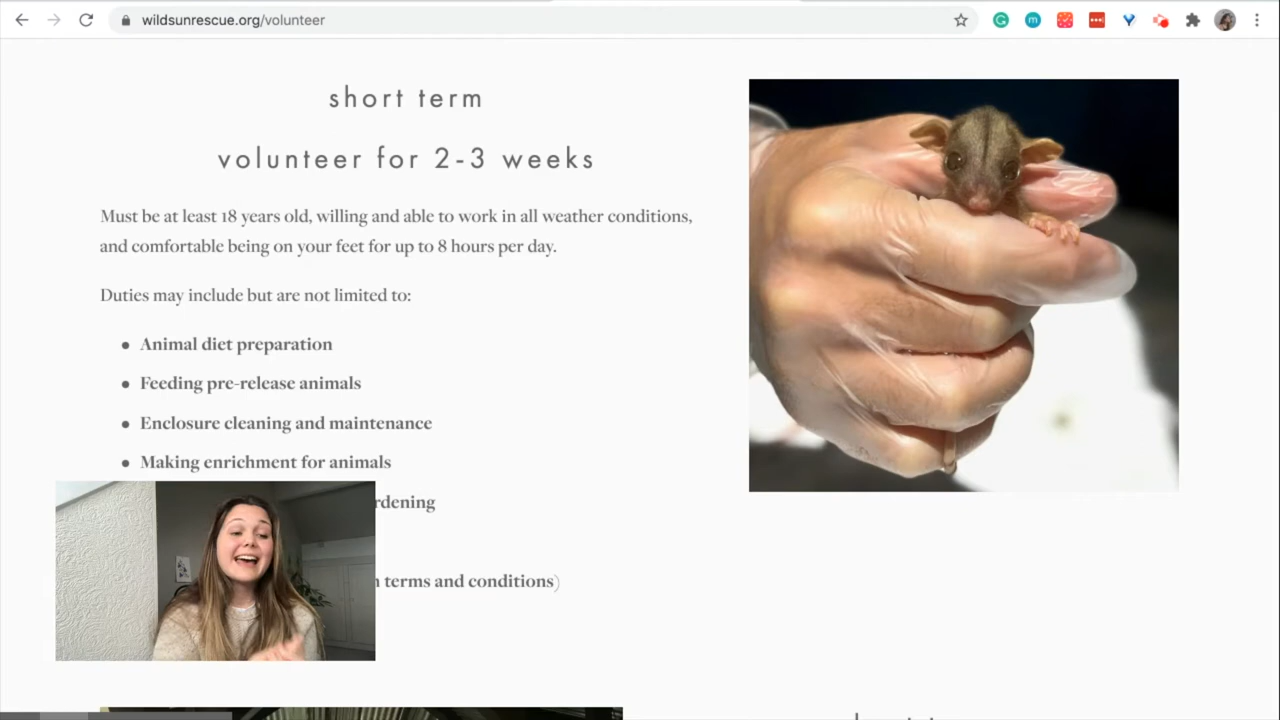 wildsunrescue.org/volunteer
short term
volunteer for 2-3 weeks
Must be at least 18 years old, willing and able to work in all weather conditions,
and comfortable being on your feet for up to 8 hours per day.
Duties may include but are not limited to:
• Animal diet preparation
• Feeding pre-release animals
• Enclosure cleaning and maintenance
• Making enrichment for animals
rdening
terms and conditions)